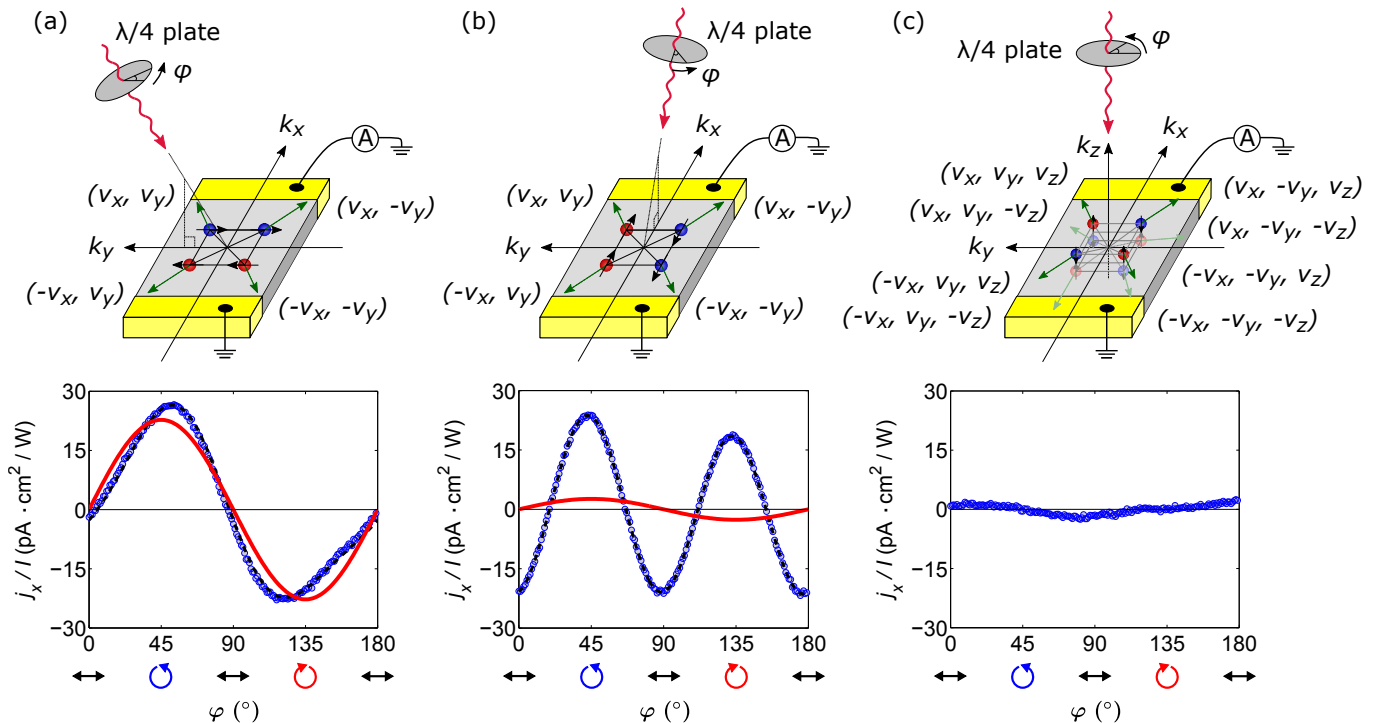 (a)
λ/4 plate
φ
k_x
A
(v_x, v_y)
(v_x, -v_y)
k_y
(-v_x, v_y)
(-v_x, -v_y)
30
15
0
−15
−30
j_x / I (pA · cm² / W)
0 45 90 135 180
φ (°)
(b)
λ/4 plate
φ
k_x
A
(v_x, v_y)
(v_x, -v_y)
k_y
(-v_x, v_y)
(-v_x, -v_y)
30
15
0
−15
−30
j_x / I (pA · cm² / W)
0 45 90 135 180
φ (°)
(c)
λ/4 plate
φ
k_x
k_z
A
(v_x, v_y, v_z)
(v_x, -v_y, v_z)
(v_x, v_y, -v_z)
(v_x, -v_y, -v_z)
k_y
(-v_x, v_y, v_z)
(-v_x, -v_y, v_z)
(-v_x, v_y, -v_z)
(-v_x, -v_y, -v_z)
30
15
0
−15
−30
j_x / I (pA · cm² / W)
0 45 90 135 180
φ (°)